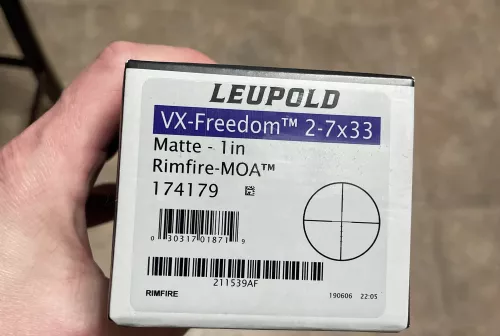 LEUPOLD
VX-Freedom™ 2-7x33
Matte - 1in
Rimfire-MOA™
174179
0 30317 01871 9
211539AF
RIMFIRE
190606 22:05